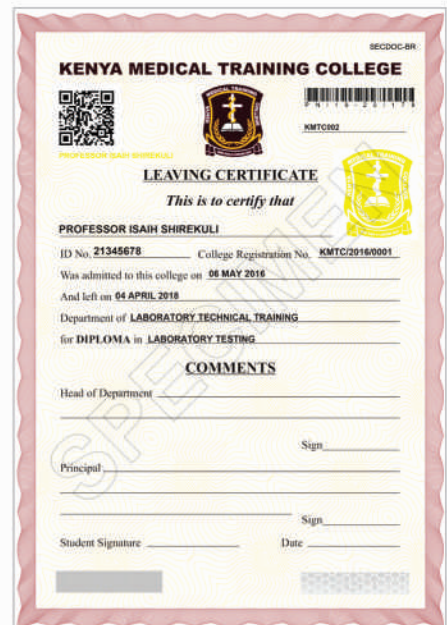 SECDOC-BR
KENYA MEDICAL TRAINING COLLEGE
KMTC002
PROFESSOR ISAIH SHIREKULI
LEAVING CERTIFICATE
This is to certify that
PROFESSOR ISAIH SHIREKULI
ID No. 21345678 College Registration No. KMTC/2016/0001
Was admitted to this college on 06 MAY 2016
And left on 04 APRIL 2018
Department of LABORATORY TECHNICAL TRAINING
for DIPLOMA in LABORATORY TESTING
COMMENTS
Head of Department
Sign
Principal
Sign
Student Signature Date
SPECIMEN